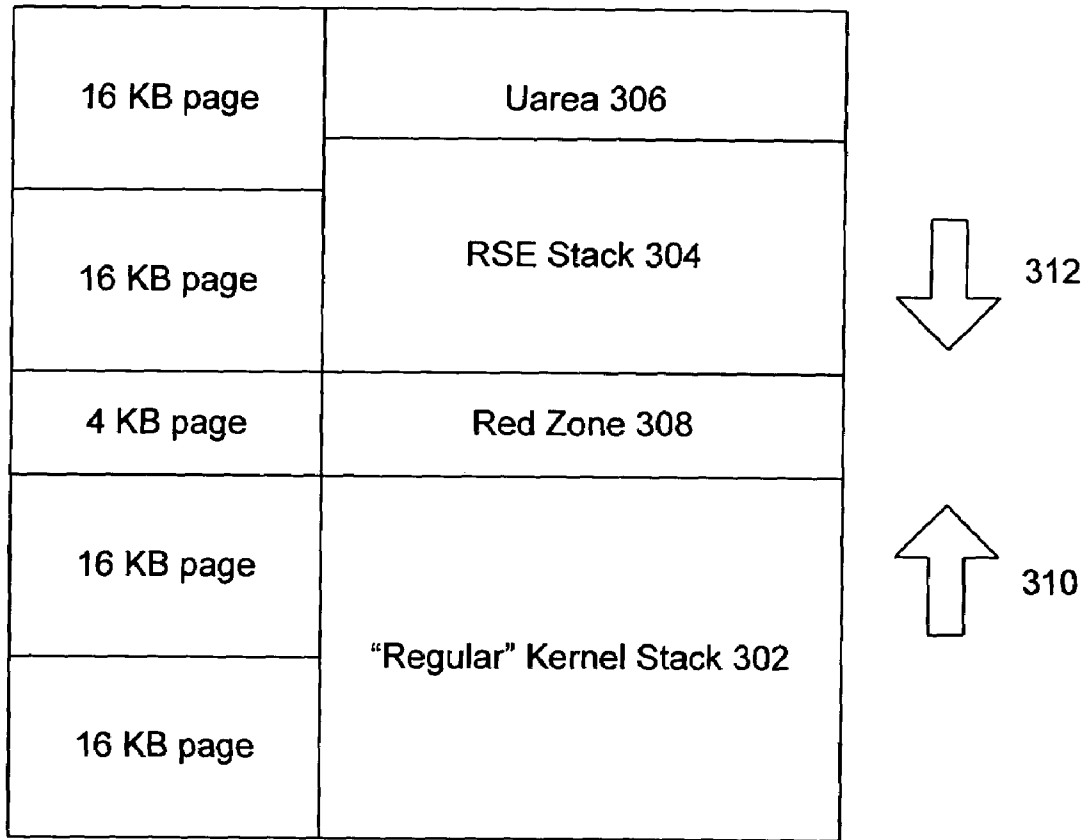 16 KB page
Uarea 306
16 KB page
RSE Stack 304
312
4 KB page
Red Zone 308
16 KB page
310
“Regular” Kernel Stack 302
16 KB page